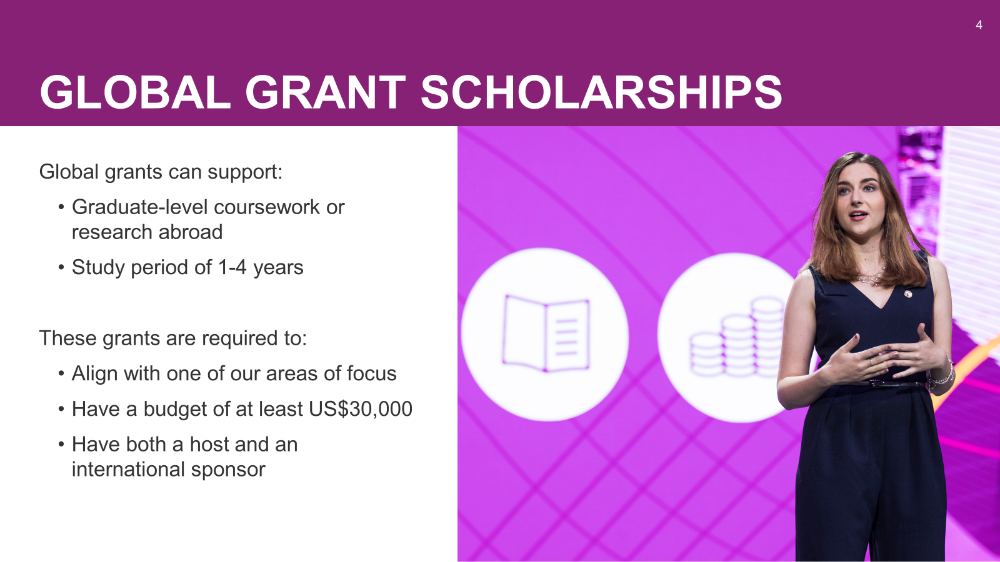 4
GLOBAL GRANT SCHOLARSHIPS
Global grants can support:
• Graduate-level coursework or
research abroad
• Study period of 1-4 years
These grants are required to:
• Align with one of our areas of focus
• Have a budget of at least US$30,000
• Have both a host and an
international sponsor